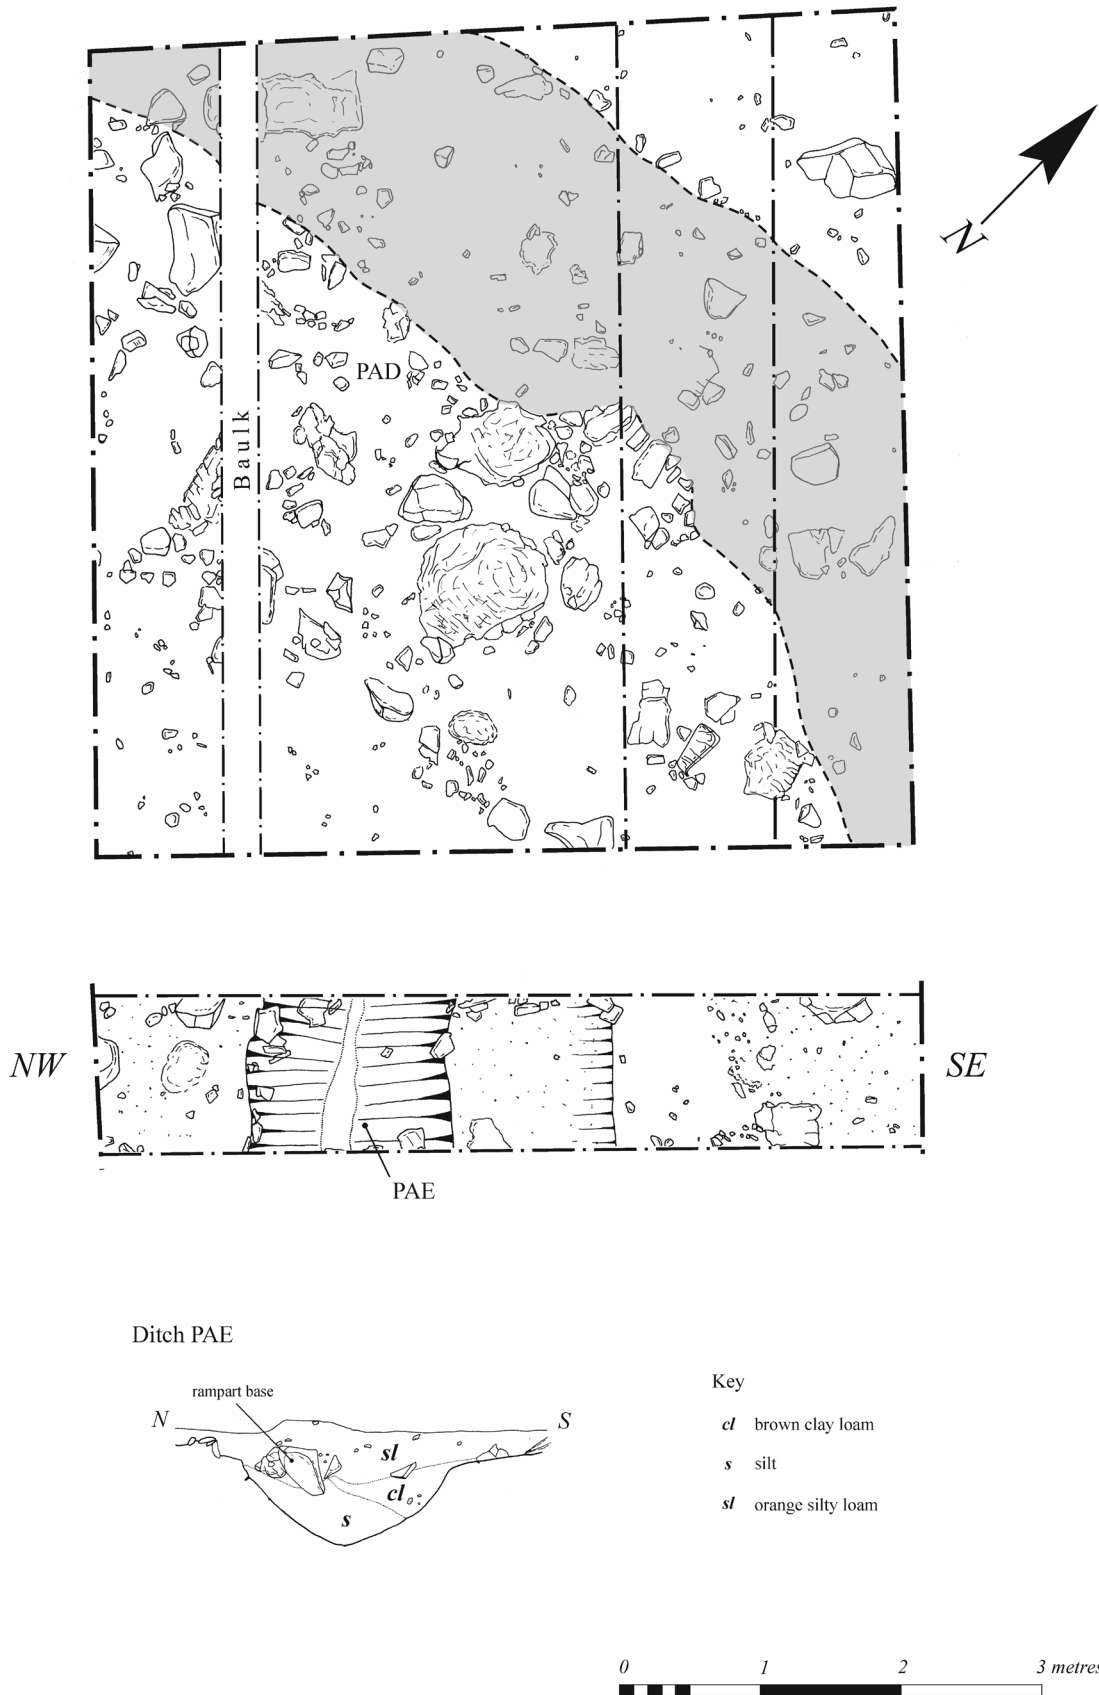 N
PAD
Baulk
NW
SE
PAE
Ditch PAE
rampart base
N
S
sl
cl
s
Key
cl brown clay loam
s silt
sl orange silty loam
0 1 2 3 metres